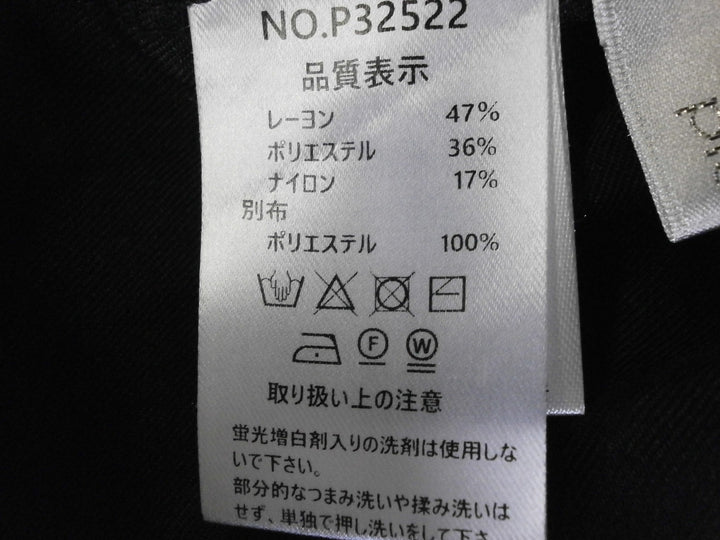 NO.P32522
品質表示
レーヨン 47%
ポリエステル 36%
ナイロン 17%
別布
ポリエステル 100%
F W
取り扱い上の注意
蛍光増白剤入りの洗剤は使用しな
いで下さい。
部分的なつまみ洗いや揉み洗いは
せず、単独で押し洗いをして下さ